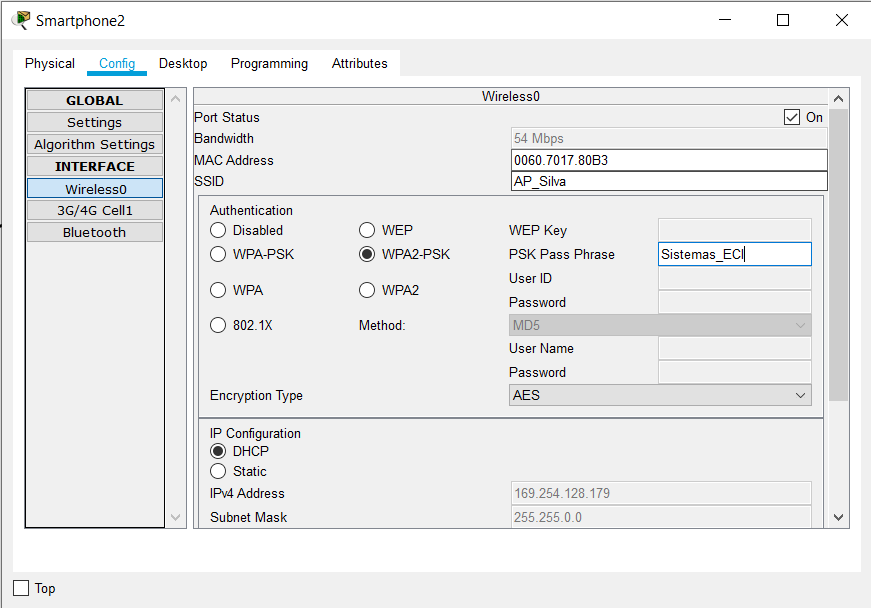 Smartphone2
Physical Config Desktop Programming Attributes
GLOBAL
Settings
Algorithm Settings
INTERFACE
Wireless0
3G/4G Cell1
Bluetooth
Wireless0
Port Status On
Bandwidth 54 Mbps
MAC Address 0060.7017.80B3
SSID AP_Silva
Authentication
Disabled WEP WEP Key
WPA-PSK WPA2-PSK PSK Pass Phrase Sistemas_ECI
User ID
WPA WPA2 Password
802.1X Method: MD5
User Name
Password
Encryption Type AES
IP Configuration
DHCP
Static
IPv4 Address 169.254.128.179
Subnet Mask 255.255.0.0
Top